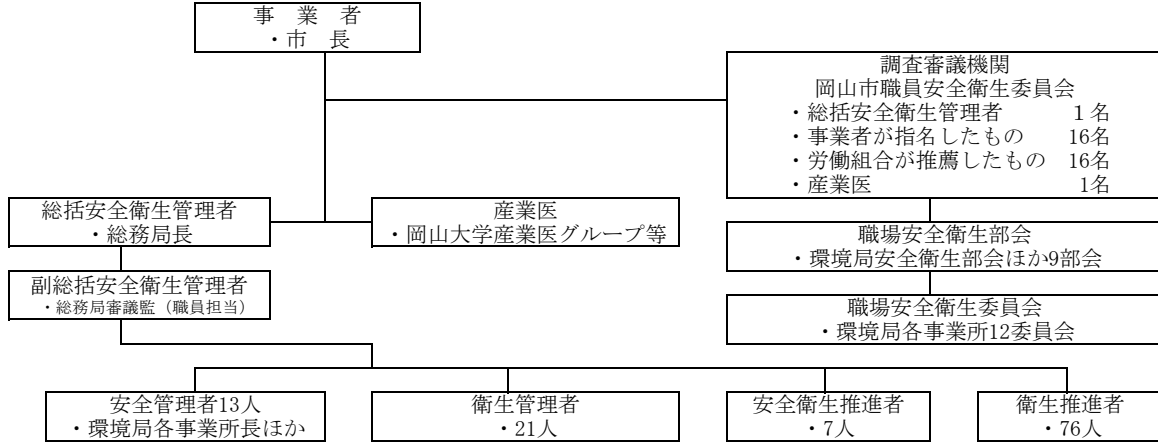 事　業　者
・市　長
調査審議機関
岡山市職員安全衛生委員会
・総括安全衛生管理者　　1名
・事業者が指名したもの　　16名
・労働組合が推薦したもの　16名
・産業医　　1名
総括安全衛生管理者
・総務局長
産業医
・岡山大学産業医グループ等
職場安全衛生部会
・環境局安全衛生部会ほか9部会
副総括安全衛生管理者
・総務局審議監（職員担当）
職場安全衛生委員会
・環境局各事業所12委員会
安全管理者13人
・環境局各事業所長ほか
衛生管理者
・21人
安全衛生推進者
・7人
衛生推進者
・76人